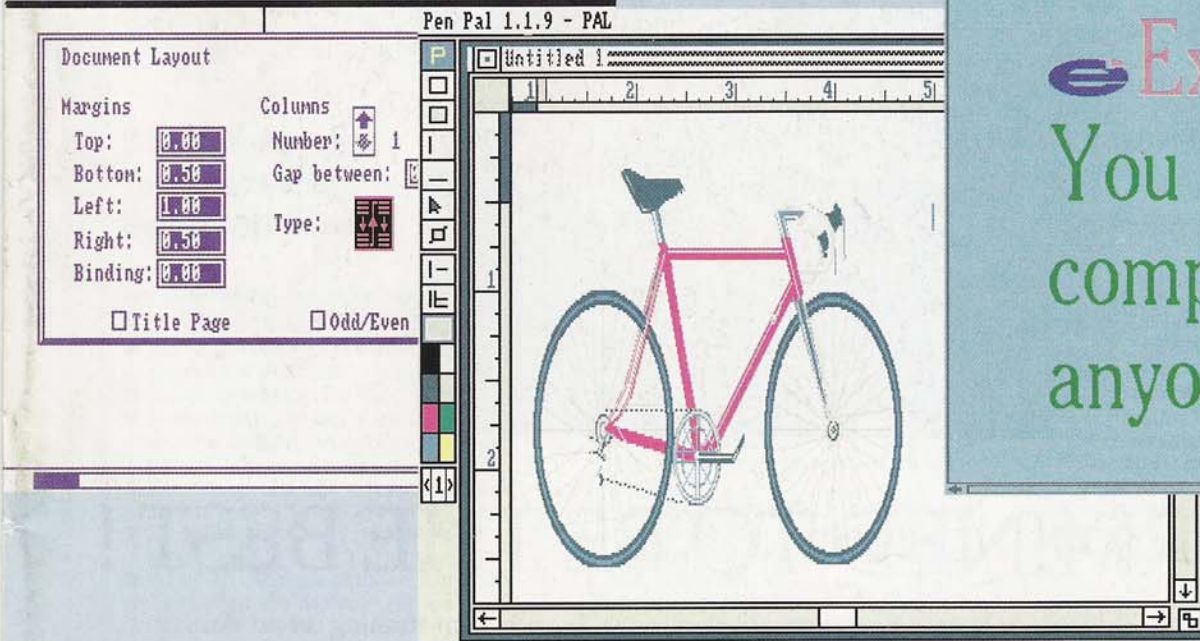 Pen Pal 1.1.9 - PAL
Document Layout
Margins
Columns
Top: 0.00
Number: 1
Bottom: 0.50
Gap between:
Left: 1.00
Type:
Right: 0.50
Binding: 0.00
Title Page
Odd/Even
P
<1>
Untitled 1
1 2 3 4 5
1
2
You
comp
anyo